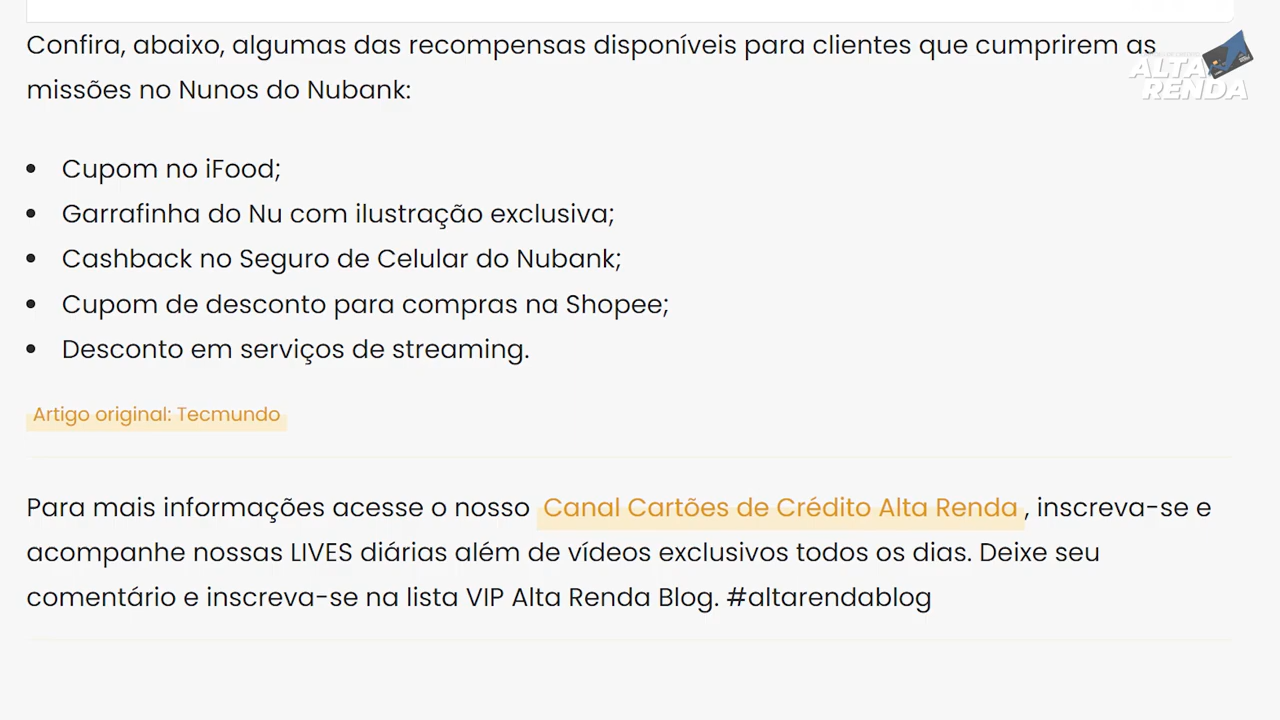 Confira, abaixo, algumas das recompensas disponíveis para clientes que cumprirem as
missões no Nunos do Nubank:
ALTA
RENDA
• Cupom no iFood;
• Garrafinha do Nu com ilustração exclusiva;
• Cashback no Seguro de Celular do Nubank;
• Cupom de desconto para compras na Shopee;
• Desconto em serviços de streaming.
Artigo original: Tecmundo
Para mais informações acesse o nosso Canal Cartões de Crédito Alta Renda, inscreva-se e
acompanhe nossas LIVES diárias além de vídeos exclusivos todos os dias. Deixe seu
comentário e inscreva-se na lista VIP Alta Renda Blog. #altarendablog